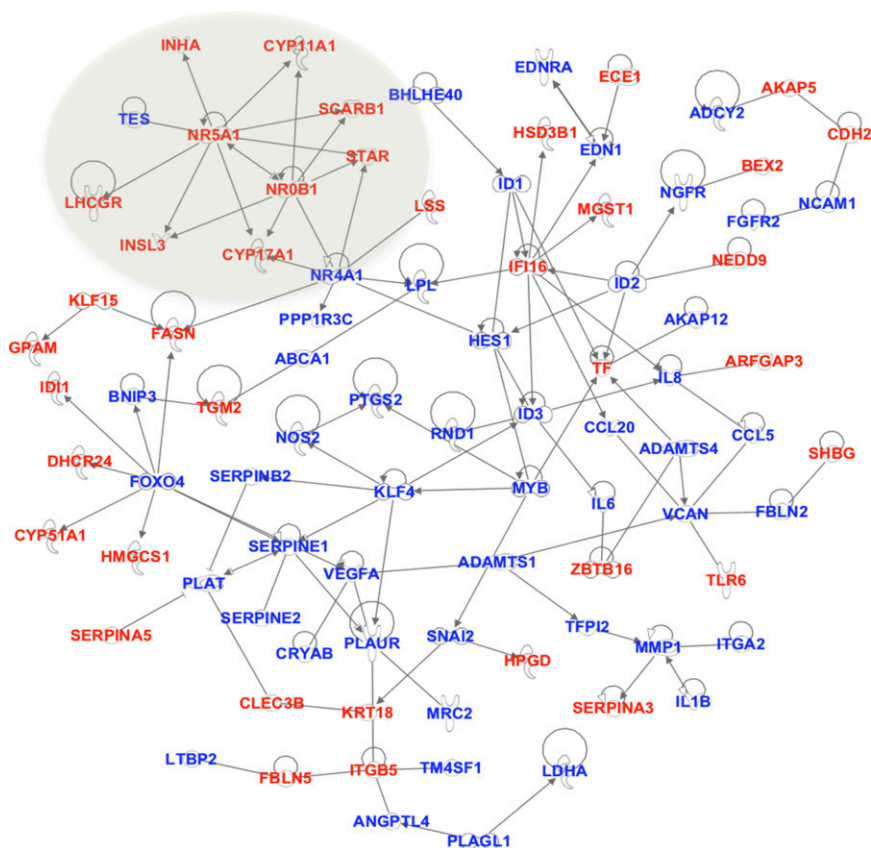 INHA
CYP11A1
EDNRA
ECE1
BHLHE40
AKAP5
ADCY2
SCARB1
TES
NR5A1
HSD3B1
CDH2
EDN1
STAR
BEX2
ID1
NR0B1
NGFR
LHCGR
NCAM1
LSS
MGST1
FGFR2
INSL3
CYP17A1
NEDD9
IFI16
NR4A1
LPL
ID2
KLF15
PPP1R3C
AKAP12
FASN
HES1
GPAM
ABCA1
TF
ARFGAP3
IL8
IDI1
BNIP3
PTGS2
TGM2
ID3
CCL20
NOS2
RND1
CCL5
ADAMTS4
SHBG
DHCR24
SERPINB2
FOXO4
KLF4
MYB
IL6
VCAN
FBLN2
CYP51A1
SERPINE1
HMGCS1
ADAMTS1
ZBTB16
VEGFA
TLR6
PLAT
SERPINE2
TFPI2
SERPINA5
SNAI2
PLAUR
MMP1
ITGA2
CRYAB
HPGD
CLEC3B
SERPINA3
IL1B
KRT18
MRC2
LTBP2
TM4SF1
ITGB5
FBLN5
LDHA
ANGPTL4
PLAGL1